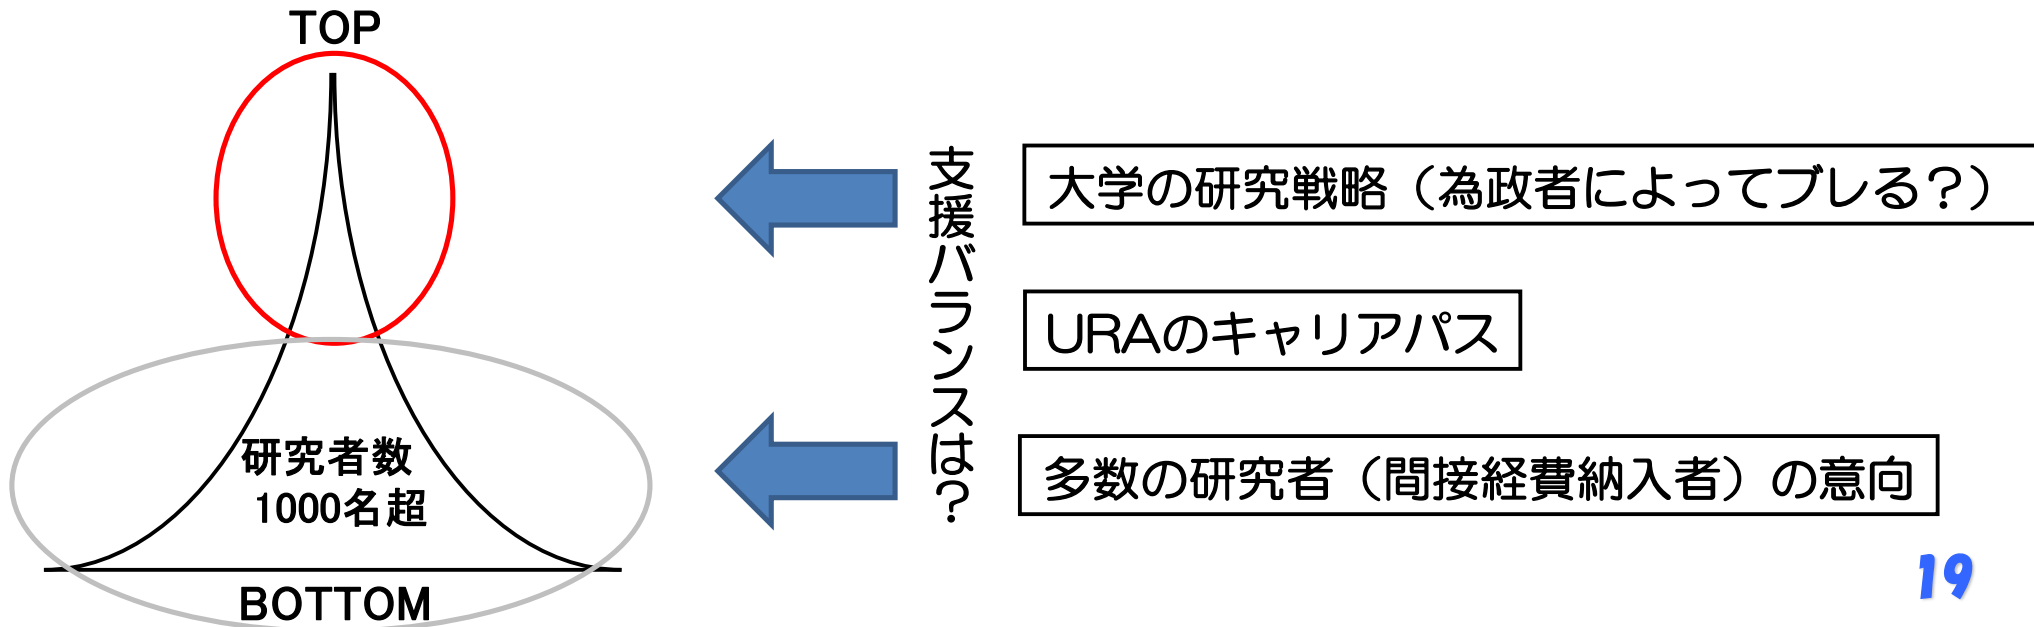 TOP
研究者数
1000名超
BOTTOM
支援バランスは?
大学の研究戦略（為政者によってブレる？）
URAのキャリアパス
多数の研究者（間接経費納入者）の意向
19